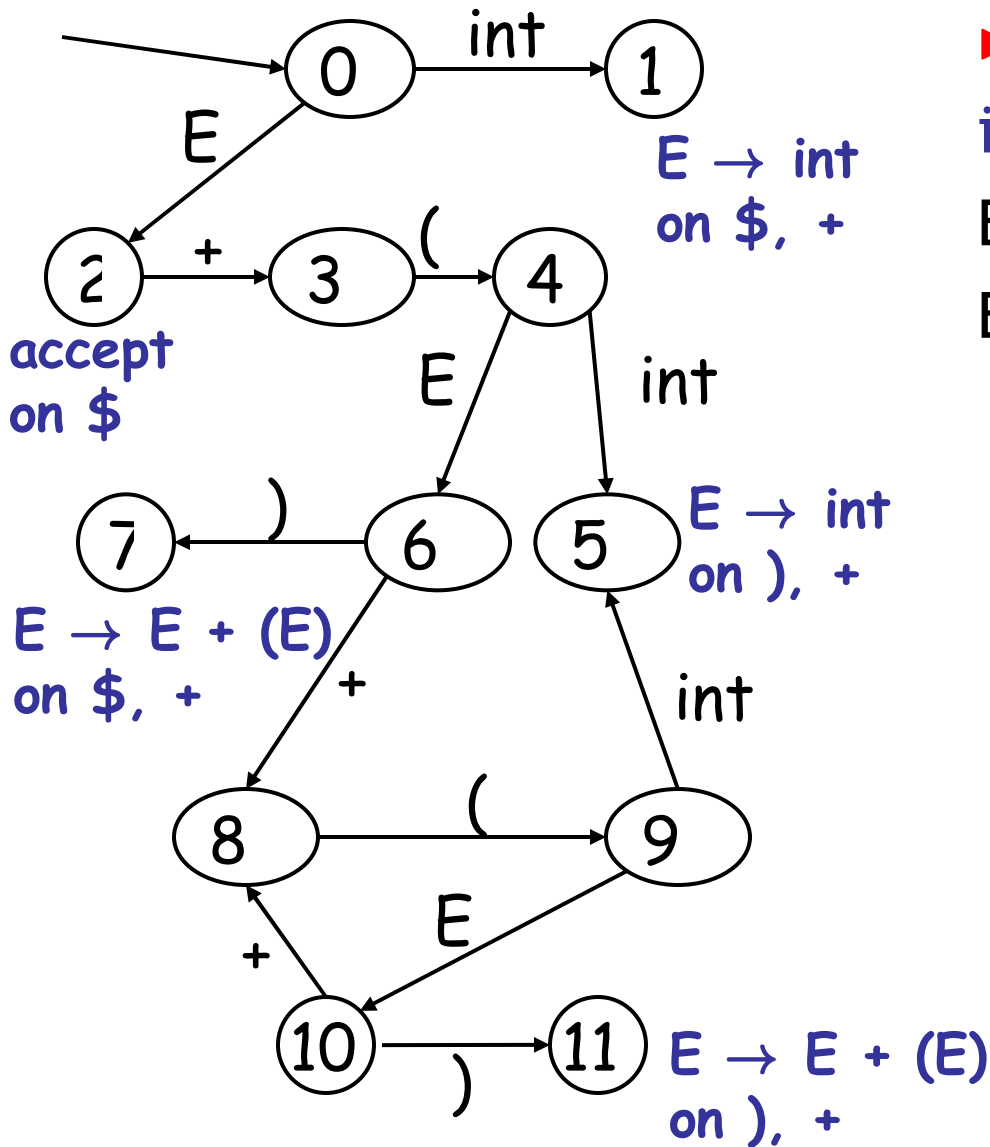 int
0
1
E
E → int
on $, +
+
(
2
3
4
accept
on $
E
int
)
7
6
5
E → int
on ), +
E → E + (E)
on $, +
+
int
(
8
9
E
+
10
11
)
E → E + (E)
on ), +